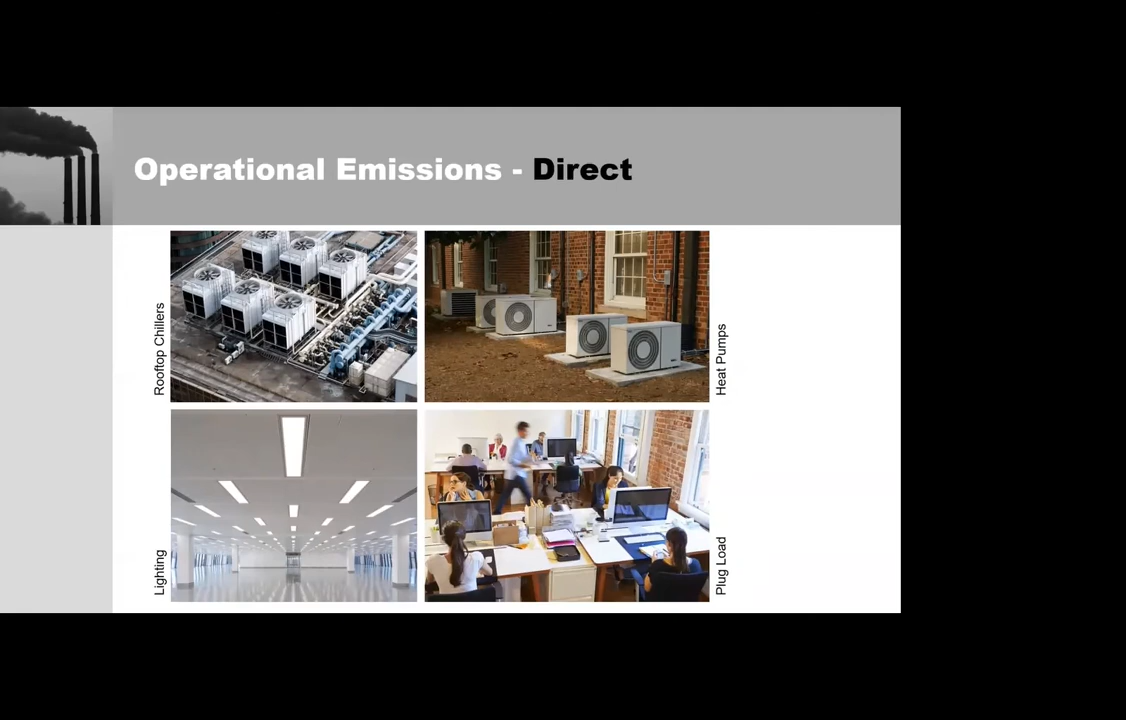 Operational Emissions - Direct
Rooftop Chillers
Heat Pumps
Lighting
Plug Load